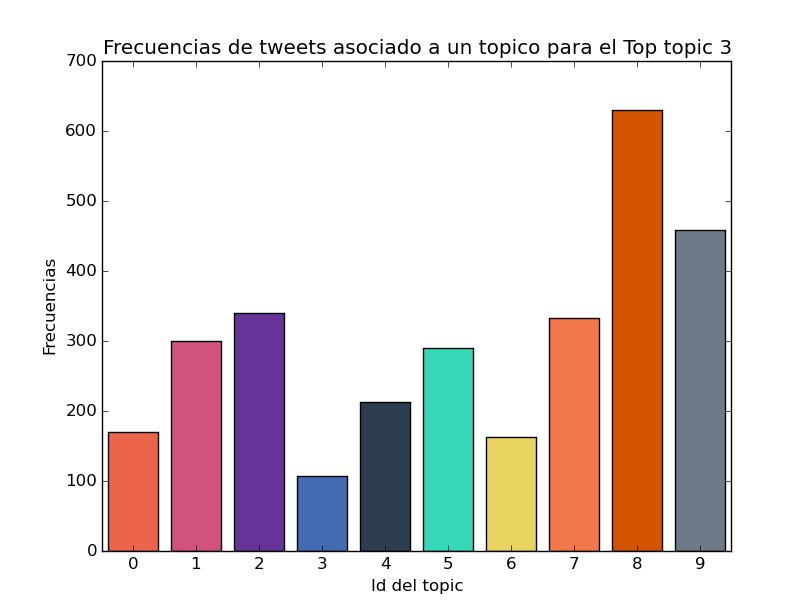 Frecuencias de tweets asociado a un topico para el Top topic 3
700
600
500
400
300
200
100
0
Frecuencias
0 1 2 3 4 5 6 7 8 9
Id del topic